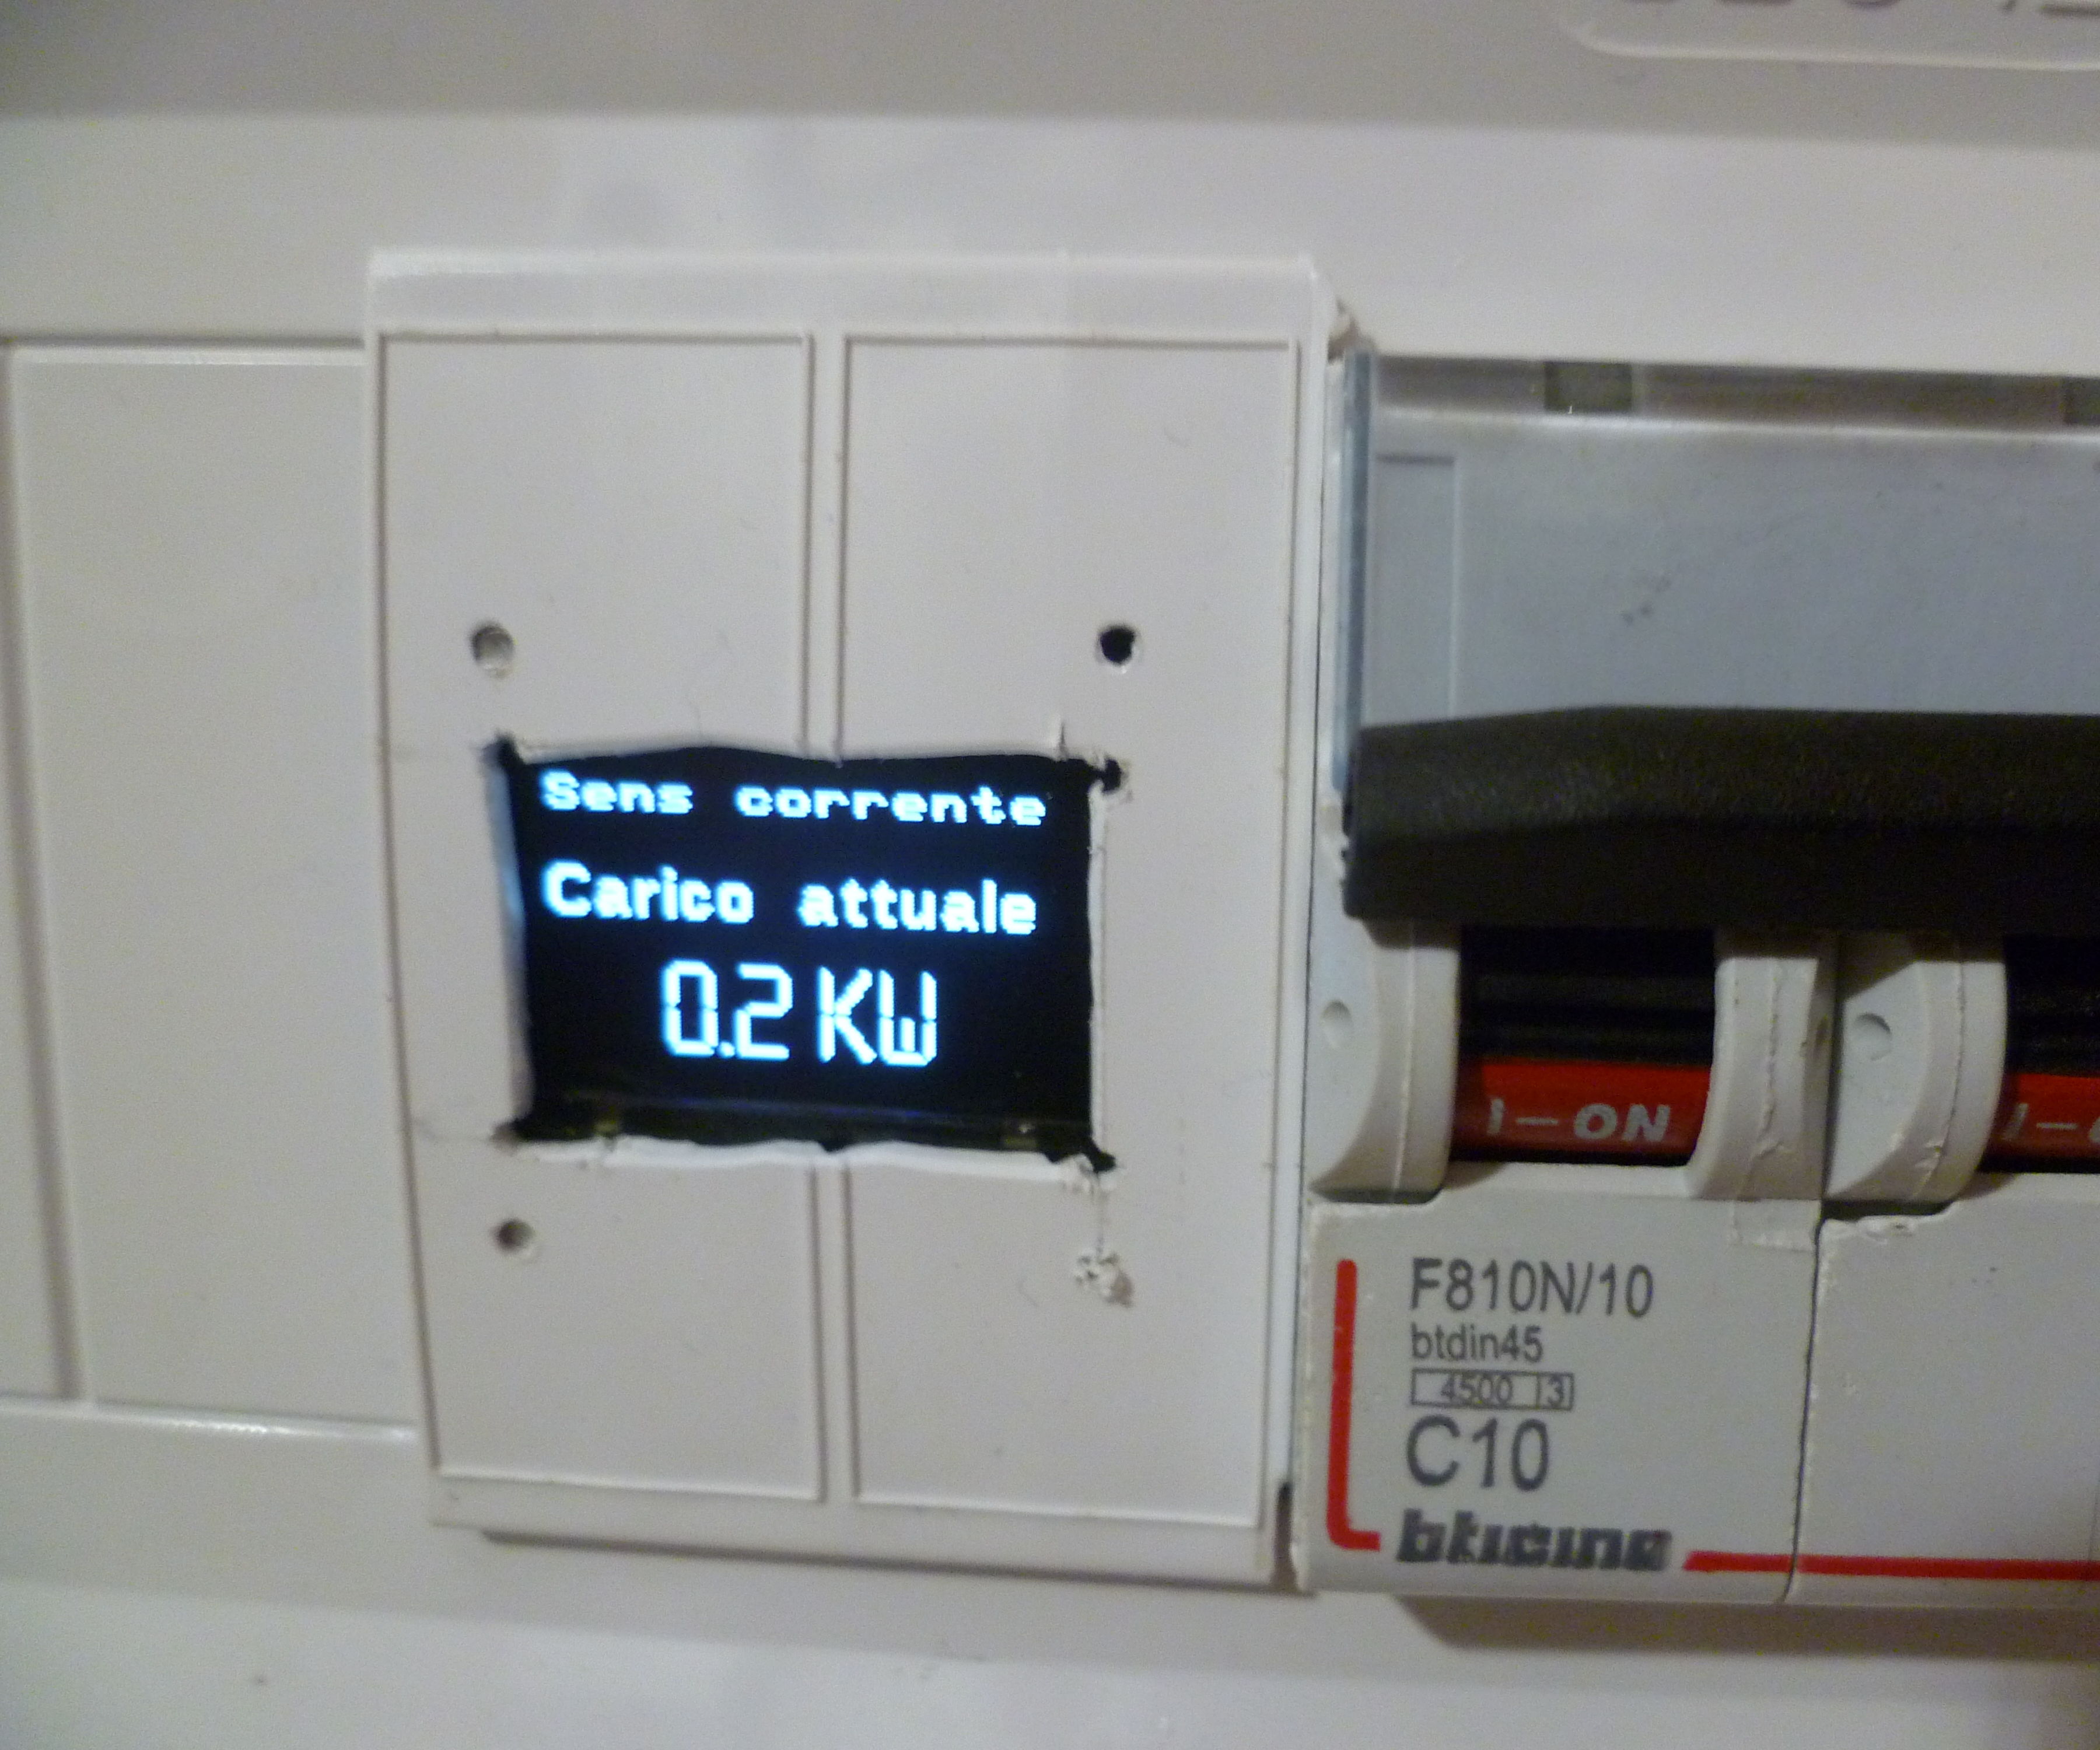 Sens corrente
Carico attuale
0.2 KW
I-ON
F810N/10
btdin45
4500 3
C10
bticino